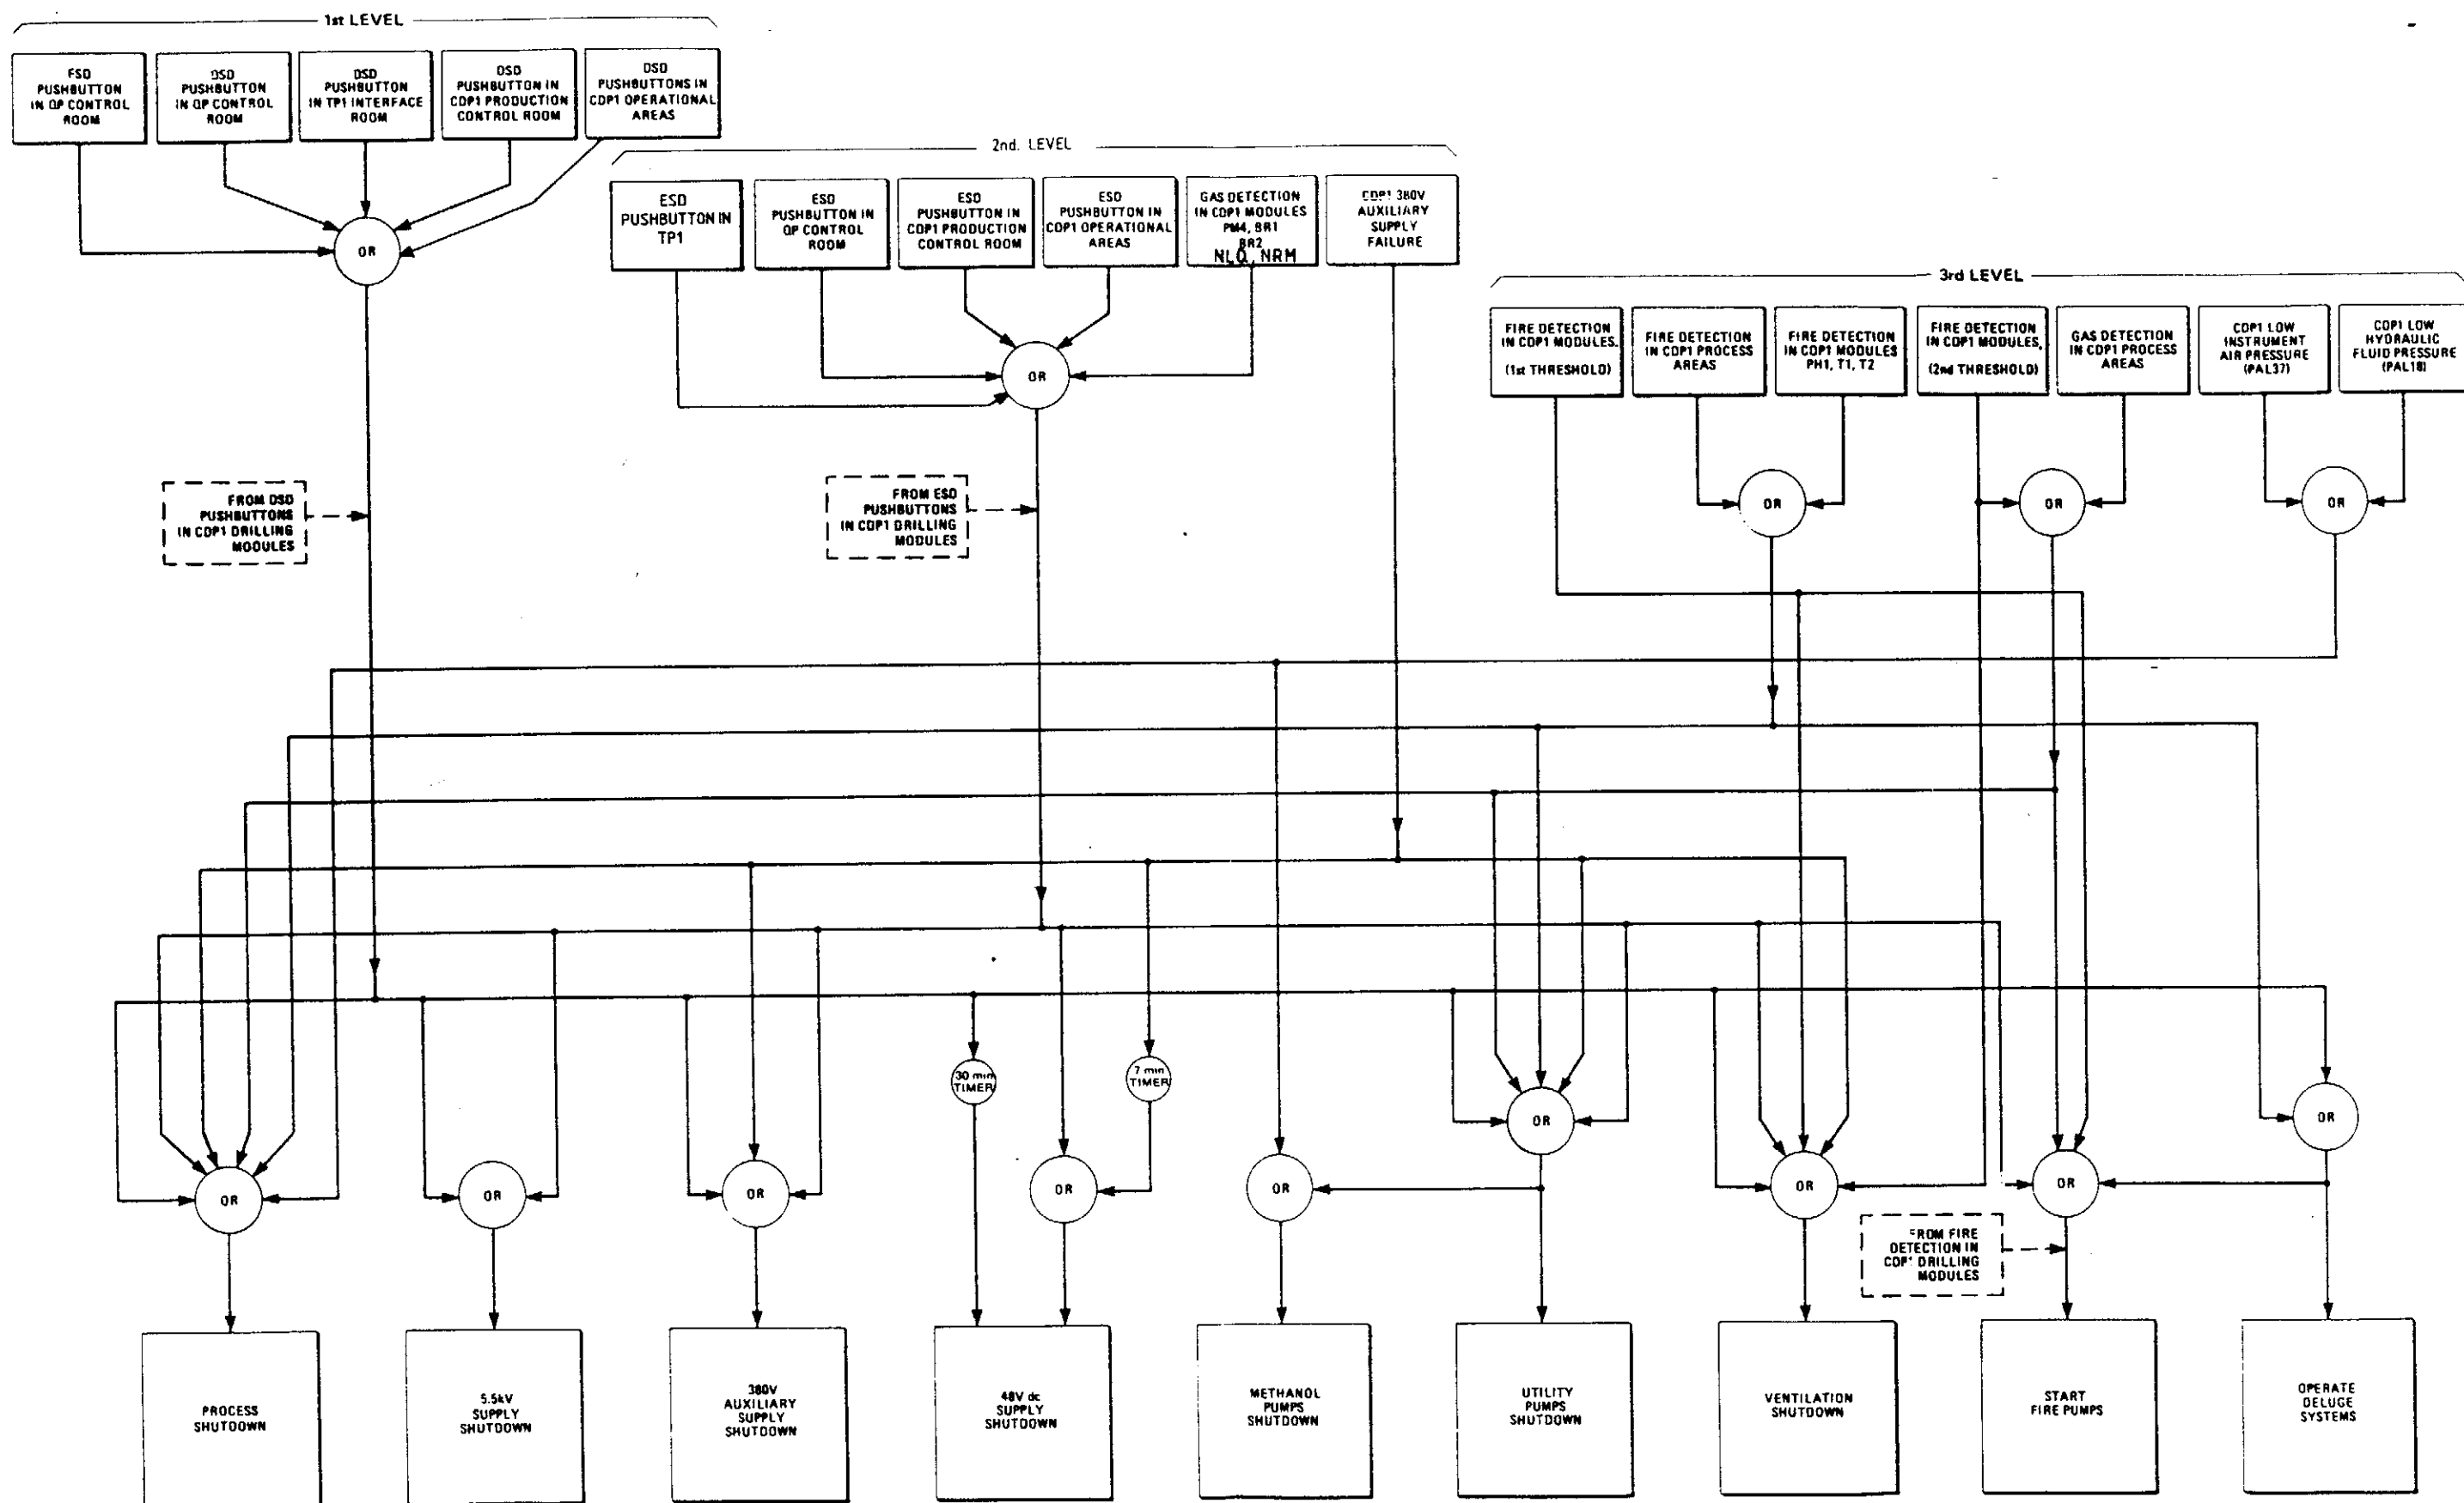 1st LEVEL
FSD
PUSHBUTTON
IN QP CONTROL
ROOM
DSD
PUSHBUTTON
IN QP CONTROL
ROOM
DSD
PUSHBUTTON
IN TP1 INTERFACE
ROOM
DSD
PUSHBUTTON IN
CDP1 PRODUCTION
CONTROL ROOM
DSD
PUSHBUTTONS IN
CDP1 OPERATIONAL
AREAS
OR
2nd. LEVEL
ESD
PUSHBUTTON IN
TP1
ESD
PUSHBUTTON IN
QP CONTROL
ROOM
ESD
PUSHBUTTON IN
CDP1 PRODUCTION
CONTROL ROOM
ESD
PUSHBUTTON IN
CDP1 OPERATIONAL
AREAS
GAS DETECTION
IN CDP1 MODULES
PM4, BR1
BR2
NLQ, NRM
CDP1 380V
AUXILIARY
SUPPLY
FAILURE
OR
3rd LEVEL
FIRE DETECTION
IN CDP1 MODULES.
(1st THRESHOLD)
FIRE DETECTION
IN CDP1 PROCESS
AREAS
FIRE DETECTION
IN CDP1 MODULES
PH1, T1, T2
FIRE DETECTION
IN CDP1 MODULES,
(2nd THRESHOLD)
GAS DETECTION
IN CDP1 PROCESS
AREAS
CDP1 LOW
INSTRUMENT
AIR PRESSURE
(PAL37)
CDP1 LOW
HYDRAULIC
FLUID PRESSURE
(PAL18)
OR
OR
OR
FROM DSD
PUSHBUTTONS
IN CDP1 DRILLING
MODULES
FROM ESD
PUSHBUTTONS
IN CDP1 DRILLING
MODULES
30 min
TIMER
7 min
TIMER
OR
OR
OR
OR
OR
OR
OR
OR
OR
FROM FIRE
DETECTION IN
CDP1 DRILLING
MODULES
PROCESS
SHUTDOWN
5.5kV
SUPPLY
SHUTDOWN
380V
AUXILIARY
SUPPLY
SHUTDOWN
48V dc
SUPPLY
SHUTDOWN
METHANOL
PUMPS
SHUTDOWN
UTILITY
PUMPS
SHUTDOWN
VENTILATION
SHUTDOWN
START
FIRE PUMPS
OPERATE
DELUGE
SYSTEMS